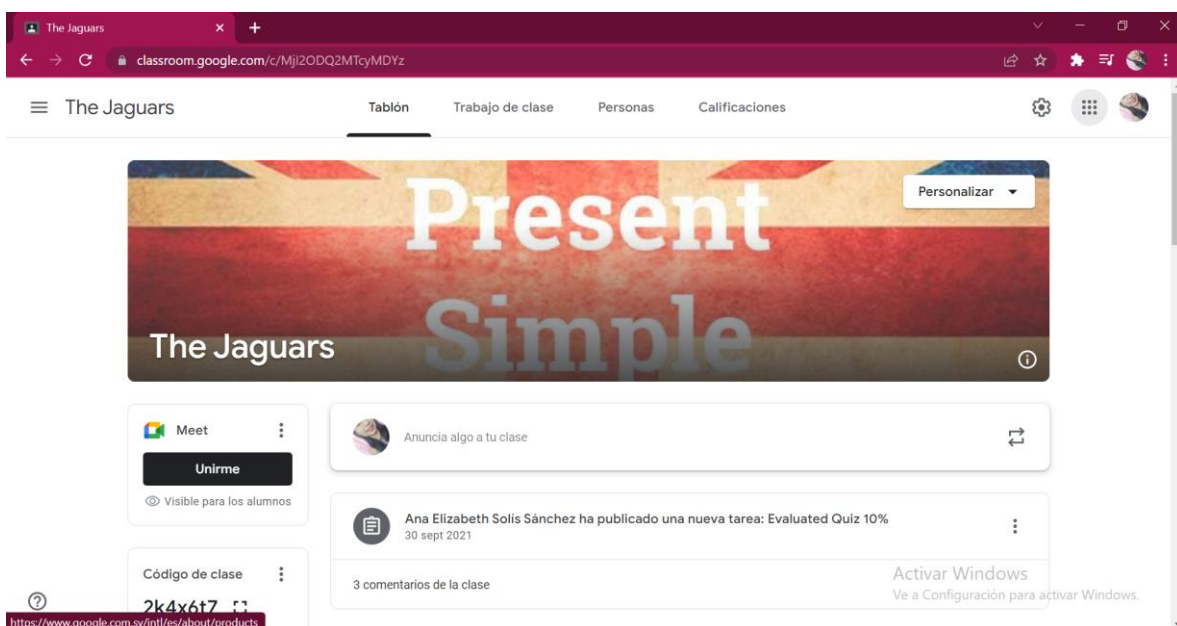 The Jaguars
classroom.google.com/c/MjI2ODQ2MTcyMDYz
The Jaguars
Tablón Trabajo de clase Personas Calificaciones
Present
Simple
Personalizar
The Jaguars
Meet
Unirme
Visible para los alumnos
Anuncia algo a tu clase
Ana Elizabeth Solís Sánchez ha publicado una nueva tarea: Evaluated Quiz 10%
30 sept 2021
3 comentarios de la clase
Código de clase
2k4x6t7
Activar Windows
Ve a Configuración para activar Windows.
https://www.google.com.sv/intl/es/about/products